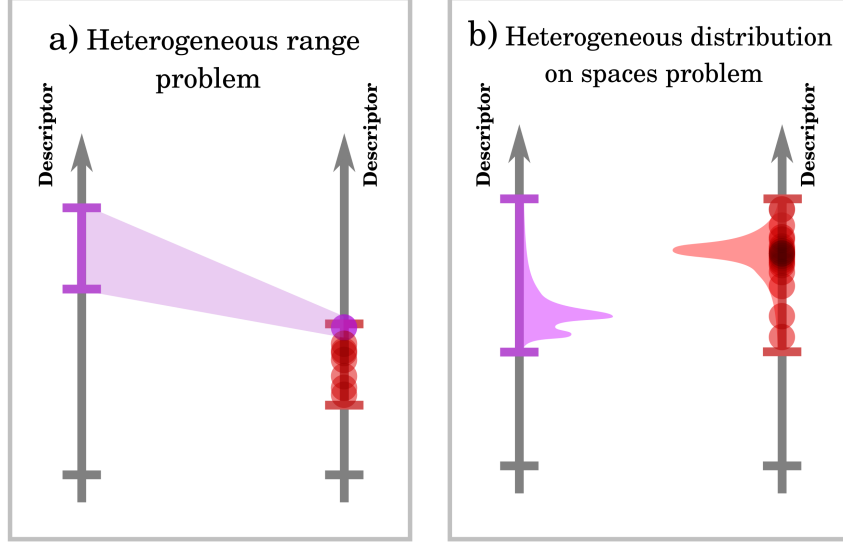 a) Heterogeneous range
problem
Descriptor
Descriptor
b) Heterogeneous distribution
on spaces problem
Descriptor
Descriptor